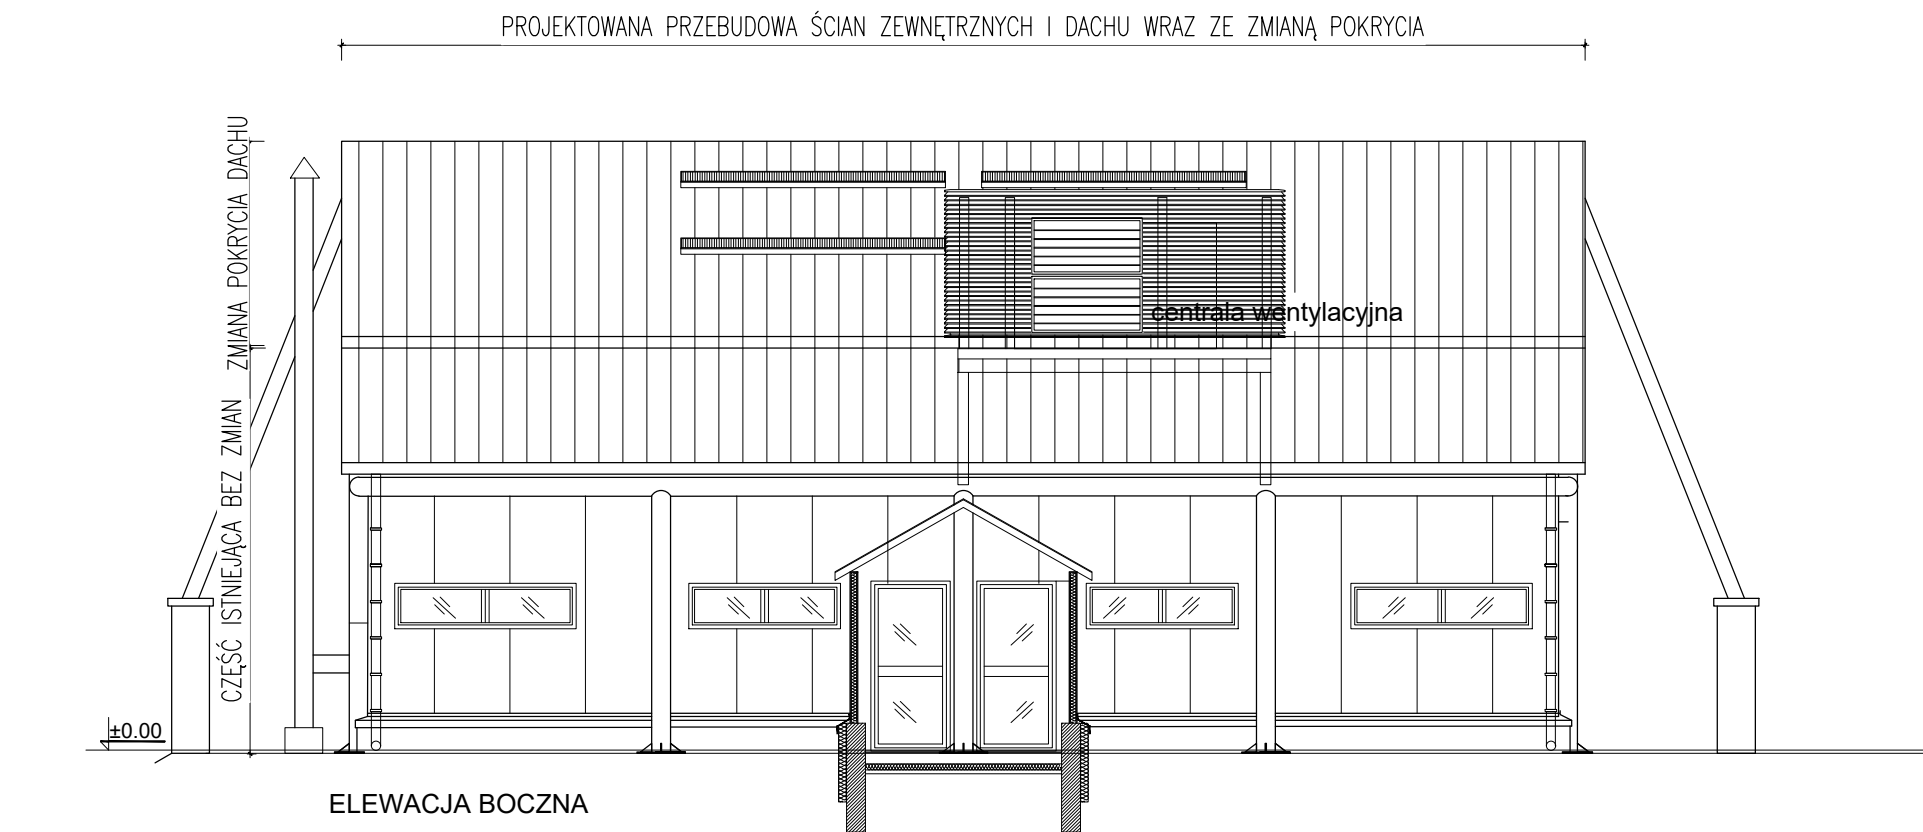 PROJEKTOWANA PRZEBUDOWA ŚCIAN ZEWNĘTRZNYCH I DACHU WRAZ ZE ZMIANĄ POKRYCIA
ZMIANA POKRYCIA DACHU
centrala wentylacyjna
CZĘŚĆ ISTNIEJĄCA BEZ ZMIAN
±0.00
ELEWACJA BOCZNA